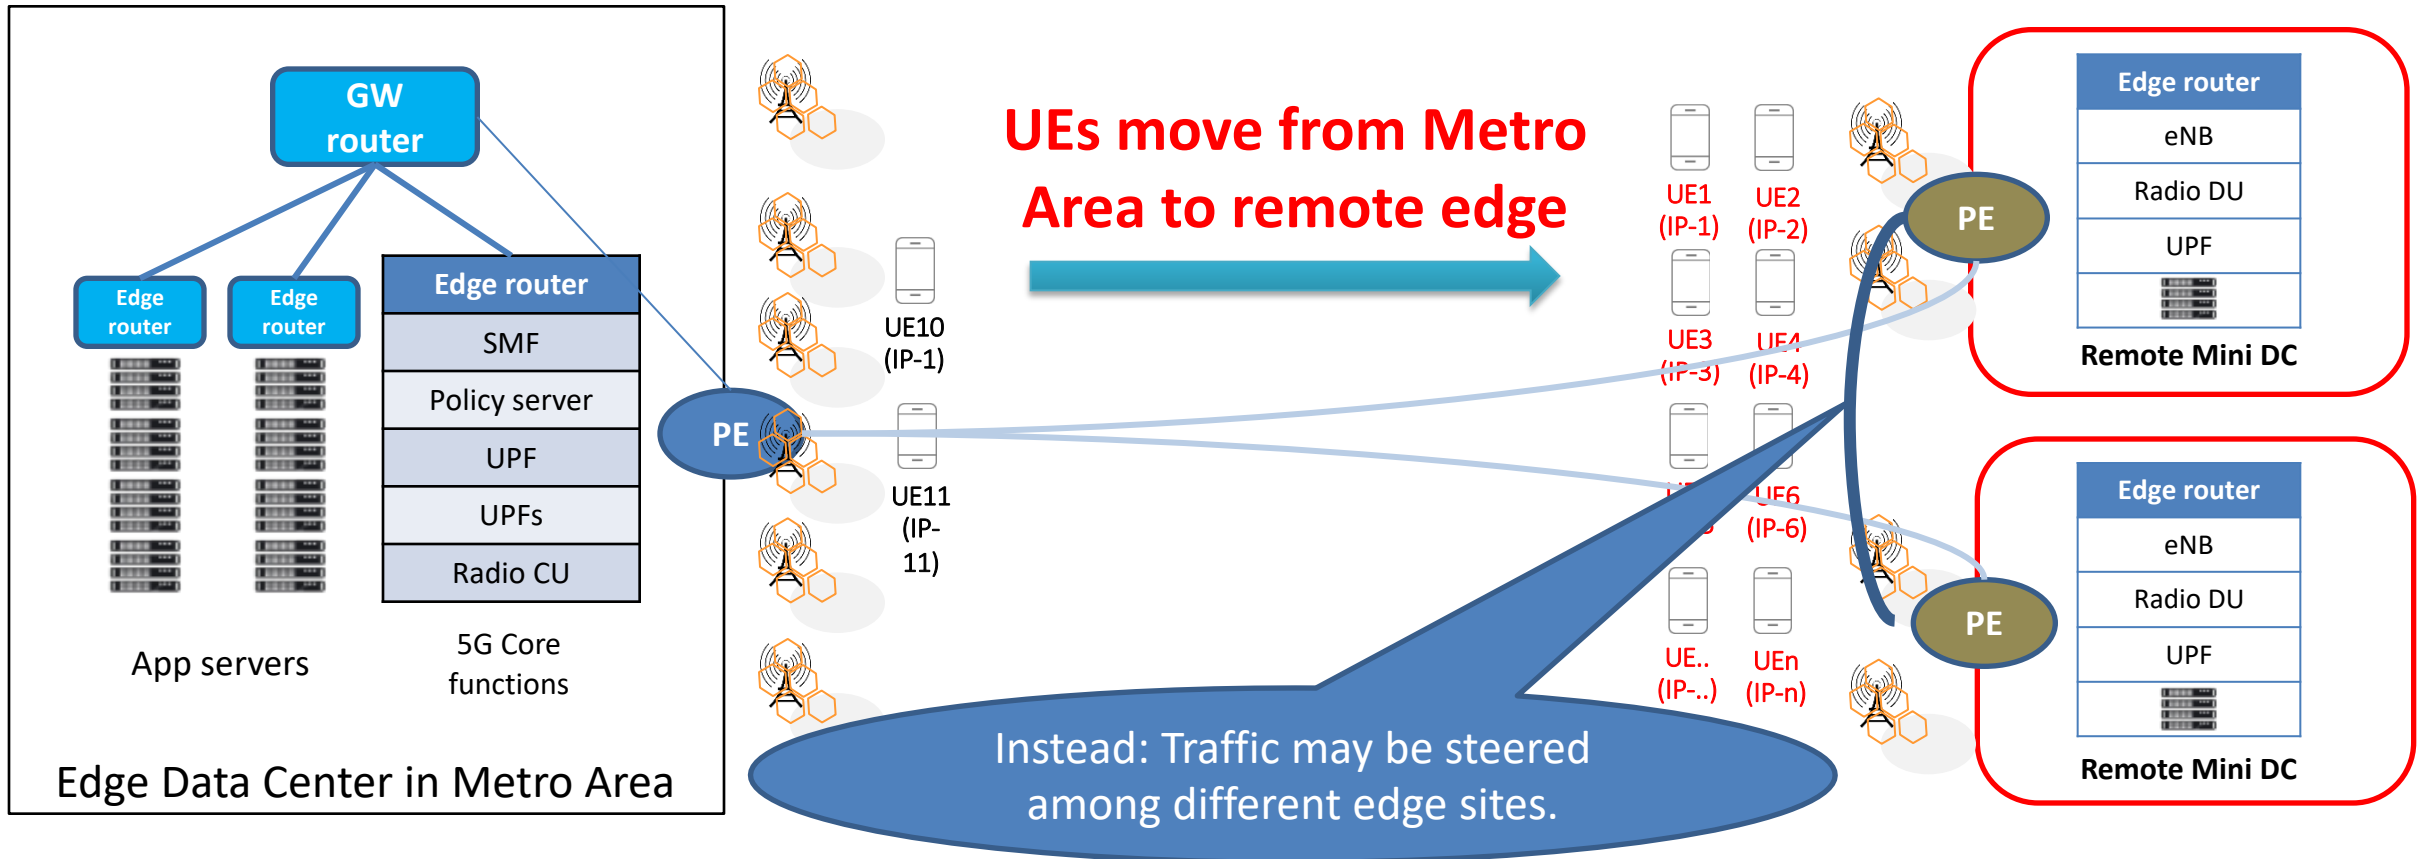 GW
router
Edge
router
Edge
router
Edge router
SMF
Policy server
UPF
UPFs
Radio CU
App servers
5G Core
functions
Edge Data Center in Metro Area
PE
UE10
(IP-1)
UE11
(IP-
11)
UEs move from Metro
Area to remote edge
UE1
(IP-1)
UE2
(IP-2)
UE3
(IP-3)
UE4
(IP-4)
UE6
(IP-6)
UE..
(IP-..)
UEn
(IP-n)
Instead: Traffic may be steered
among different edge sites.
PE
Edge router
eNB
Radio DU
UPF
Remote Mini DC
PE
Edge router
eNB
Radio DU
UPF
Remote Mini DC